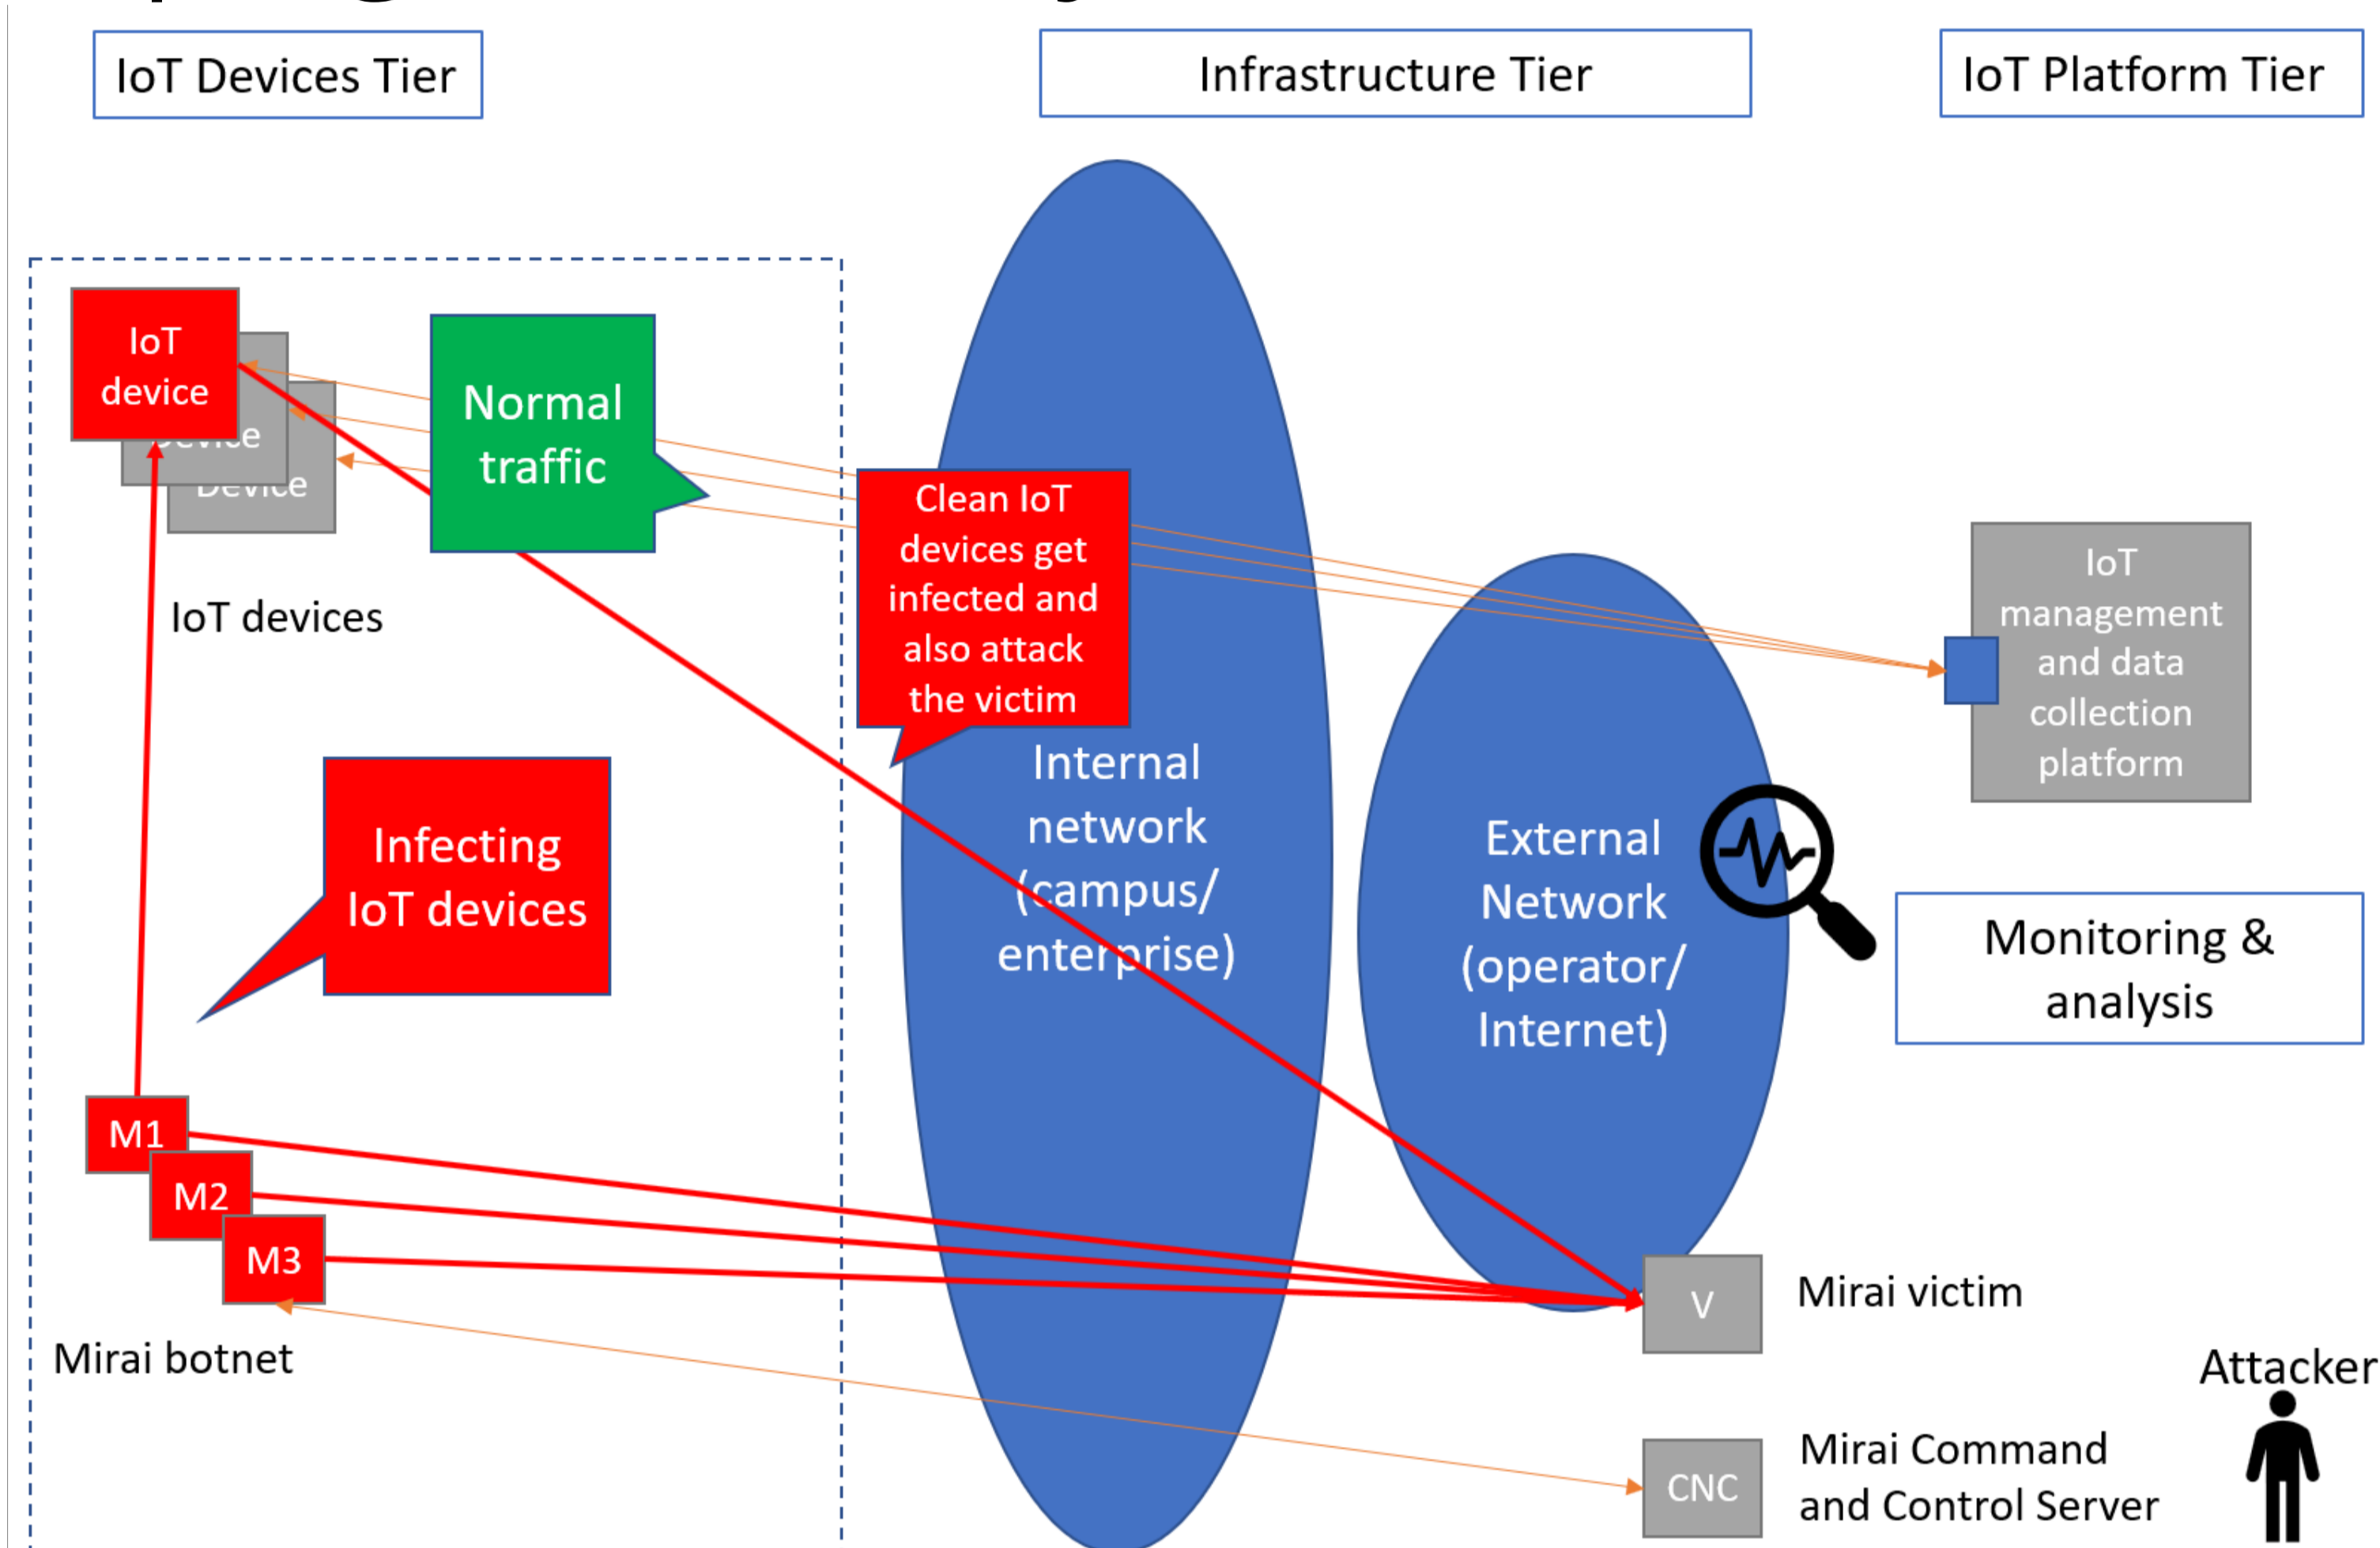 IoT Devices Tier
Infrastructure Tier
IoT Platform Tier
IoT
device
Device
Device
IoT devices
Normal
traffic
Clean IoT
devices get
infected and
also attack
the victim
Infecting
IoT devices
Internal
network
(campus/
enterprise)
External
Network
(operator/
Internet)
IoT
management
and data
collection
platform
Monitoring &
analysis
M1
M2
M3
Mirai botnet
V
Mirai victim
Attacker
CNC
Mirai Command
and Control Server